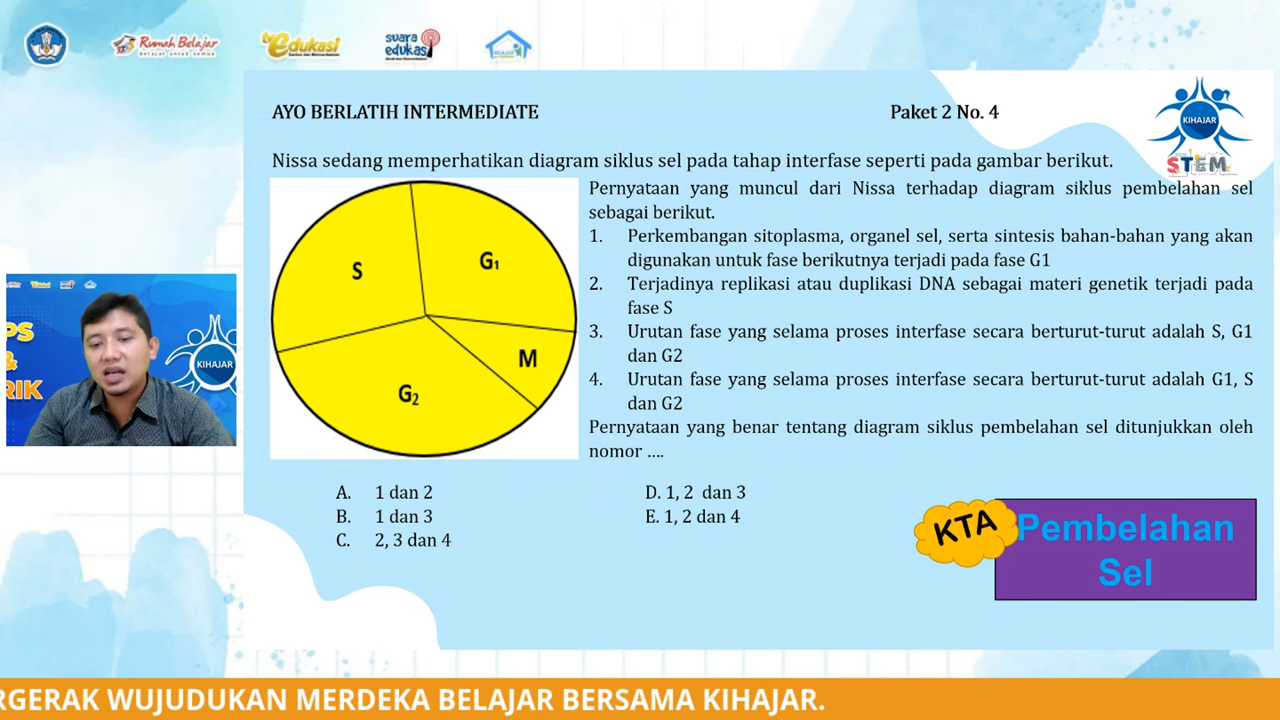 Rumah Belajar
belajar untuk semua
tv edukasi
suara
edukasi
AYO BERLATIH INTERMEDIATE
Paket 2 No. 4
KIHAJAR
STEM
Nissa sedang memperhatikan diagram siklus sel pada tahap interfase seperti pada gambar berikut.
S
G1
M
G2
Pernyataan yang muncul dari Nissa terhadap diagram siklus pembelahan sel
sebagai berikut.
1. Perkembangan sitoplasma, organel sel, serta sintesis bahan-bahan yang akan
digunakan untuk fase berikutnya terjadi pada fase G1
2. Terjadinya replikasi atau duplikasi DNA sebagai materi genetik terjadi pada
fase S
3. Urutan fase yang selama proses interfase secara berturut-turut adalah S, G1
dan G2
4. Urutan fase yang selama proses interfase secara berturut-turut adalah G1, S
dan G2
Pernyataan yang benar tentang diagram siklus pembelahan sel ditunjukkan oleh
nomor ....
A. 1 dan 2
B. 1 dan 3
C. 2, 3 dan 4
D. 1, 2 dan 3
E. 1, 2 dan 4
KTA
Pembelahan
Sel
PS
&
RIK
KIHAJAR
RGERAK WUJUDUKAN MERDEKA BELAJAR BERSAMA KIHAJAR.